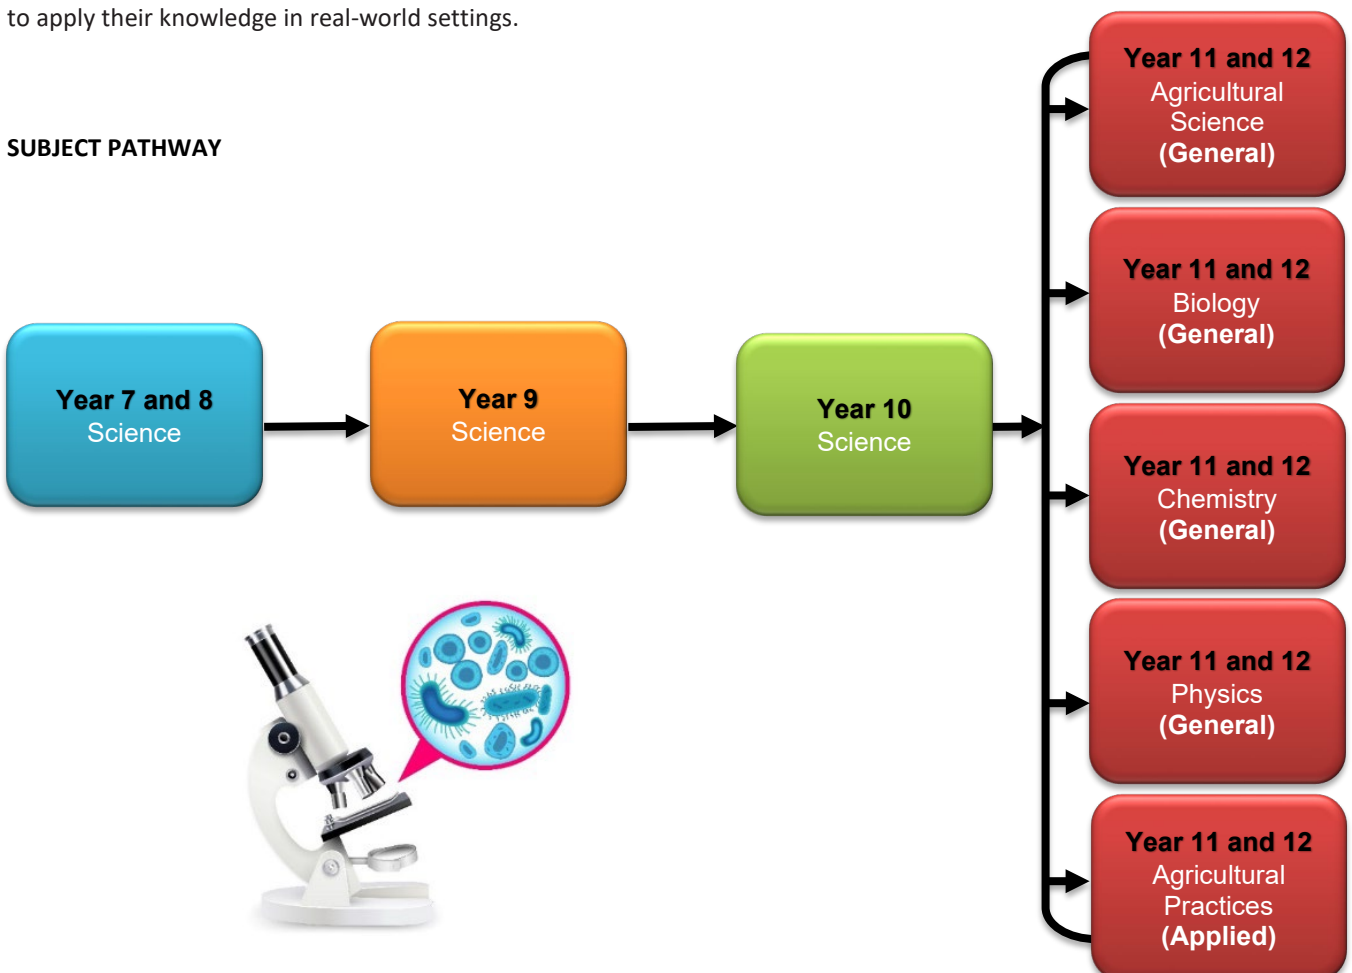 to apply their knowledge in real-world settings.
SUBJECT PATHWAY
Year 7 and 8
Science
Year 9
Science
Year 10
Science
Year 11 and 12
Agricultural
Science
(General)
Year 11 and 12
Biology
(General)
Year 11 and 12
Chemistry
(General)
Year 11 and 12
Physics
(General)
Year 11 and 12
Agricultural
Practices
(Applied)